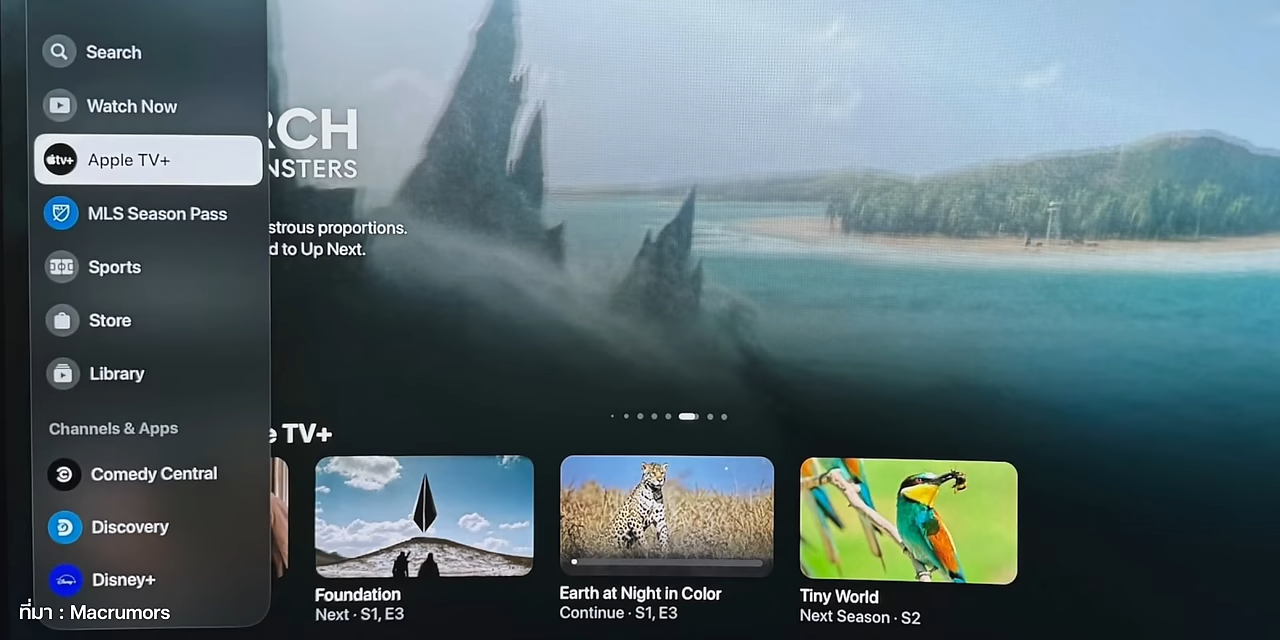 Search
Watch Now
tv+ Apple TV+
MLS Season Pass
Sports
Store
Library
Channels & Apps
Comedy Central
Discovery
Disney+
RCH
NSTERS
strous proportions.
d to Up Next.
e TV+
Foundation
Next · S1, E3
Earth at Night in Color
Continue · S1, E3
Tiny World
Next Season · S2
ที่มา : Macrumors